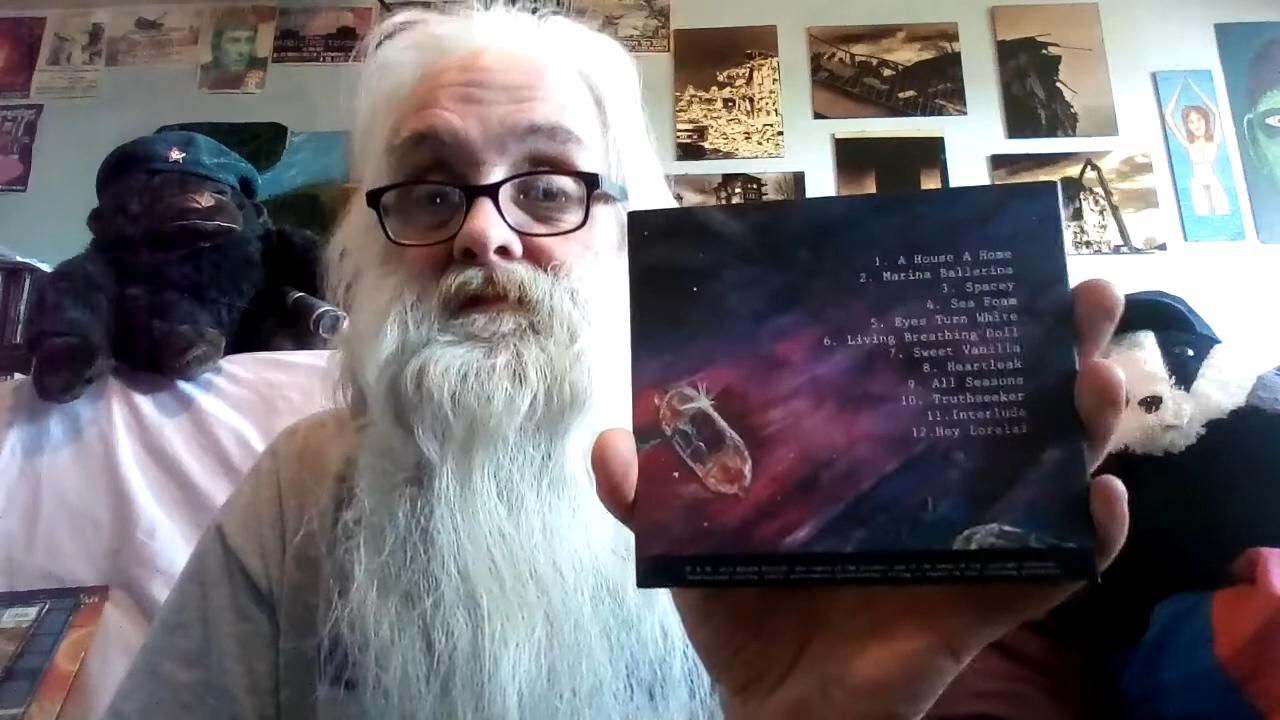 1. A House A Home
2. Marina Ballerina
3. Spacey
4. Sea Foam
5. Eyes Turn White
6. Living Breathing Doll
7. Sweet Vanilla
8. Heartleak
9. All Seasons
10. Truthseeker
11.Interlude
12.Hey Lorelei